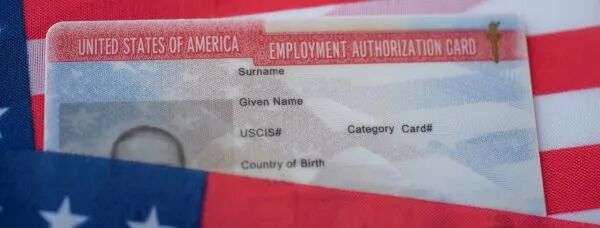 UNITED STATES OF AMERICA EMPLOYMENT AUTHORIZATION CARD
Surname
Given Name
USCIS# Category Card#
Country of Birth